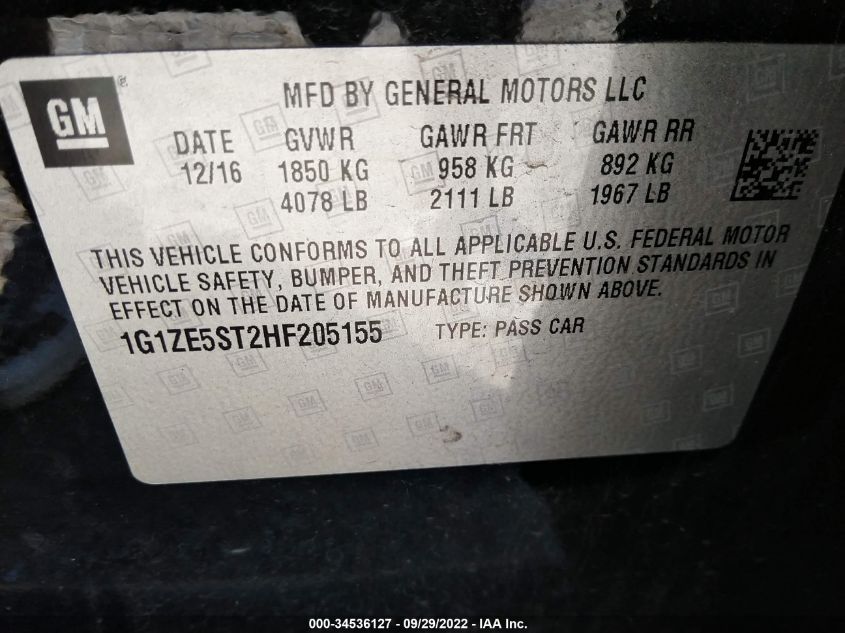 GM
MFD BY GENERAL MOTORS LLC
DATE GVWR GAWR FRT GAWR RR
12/16 1850 KG 958 KG 892 KG
4078 LB 2111 LB 1967 LB
THIS VEHICLE CONFORMS TO ALL APPLICABLE U.S. FEDERAL MOTOR
VEHICLE SAFETY, BUMPER, AND THEFT PREVENTION STANDARDS IN
EFFECT ON THE DATE OF MANUFACTURE SHOWN ABOVE.
1G1ZE5ST2HF205155 TYPE: PASS CAR
000-34536127 - 09/29/2022 - IAA Inc.